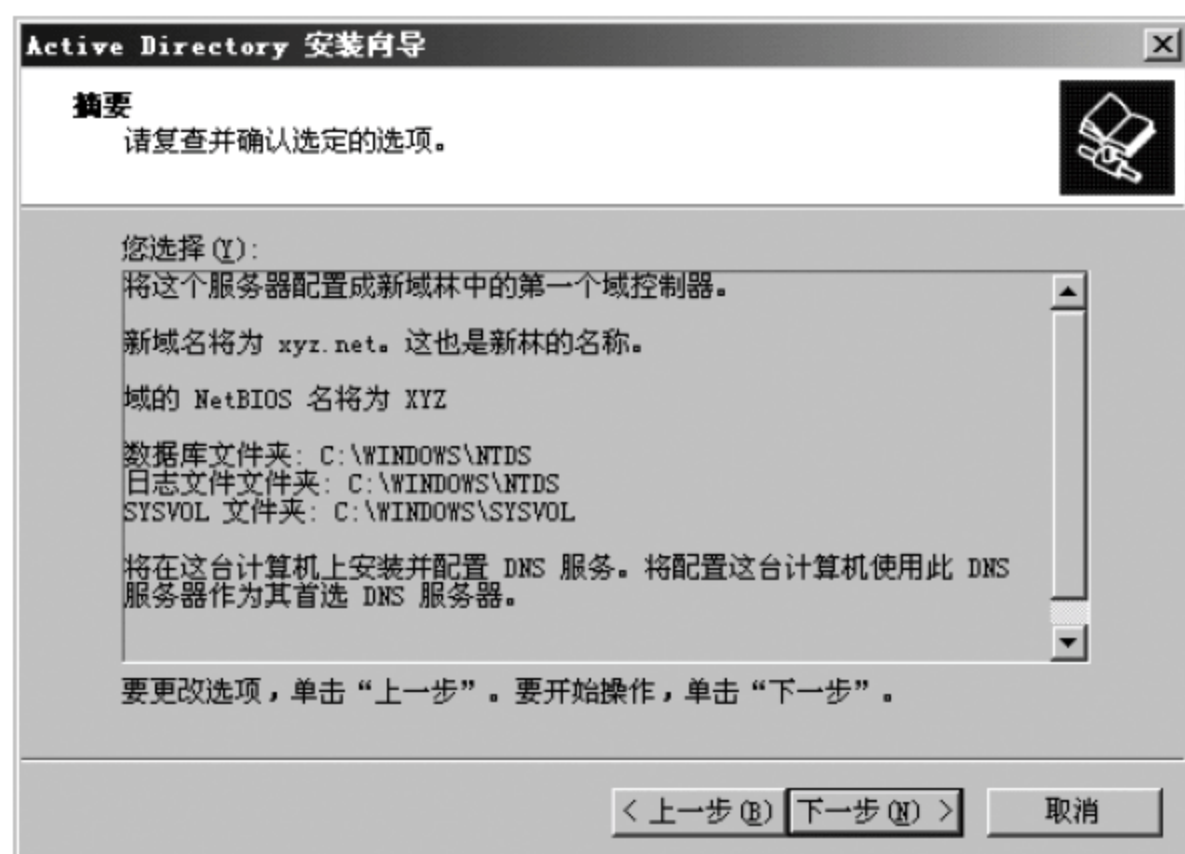 Active Directory 安装向导
摘要
请复查并确认选定的选项。
您选择(Y):
将这个服务器配置成新域林中的第一个域控制器。
新域名将为 xyz.net。这也是新林的名称。
域的 NetBIOS 名将为 XYZ
数据库文件夹: C:\WINDOWS\NTDS
日志文件文件夹: C:\WINDOWS\NTDS
SYSVOL 文件夹: C:\WINDOWS\SYSVOL
将在这台计算机上安装并配置 DNS 服务。将配置这台计算机使用此 DNS
服务器作为其首选 DNS 服务器。
要更改选项，单击“上一步”。要开始操作，单击“下一步”。
< 上一步(B) 下一步(N) > 取消